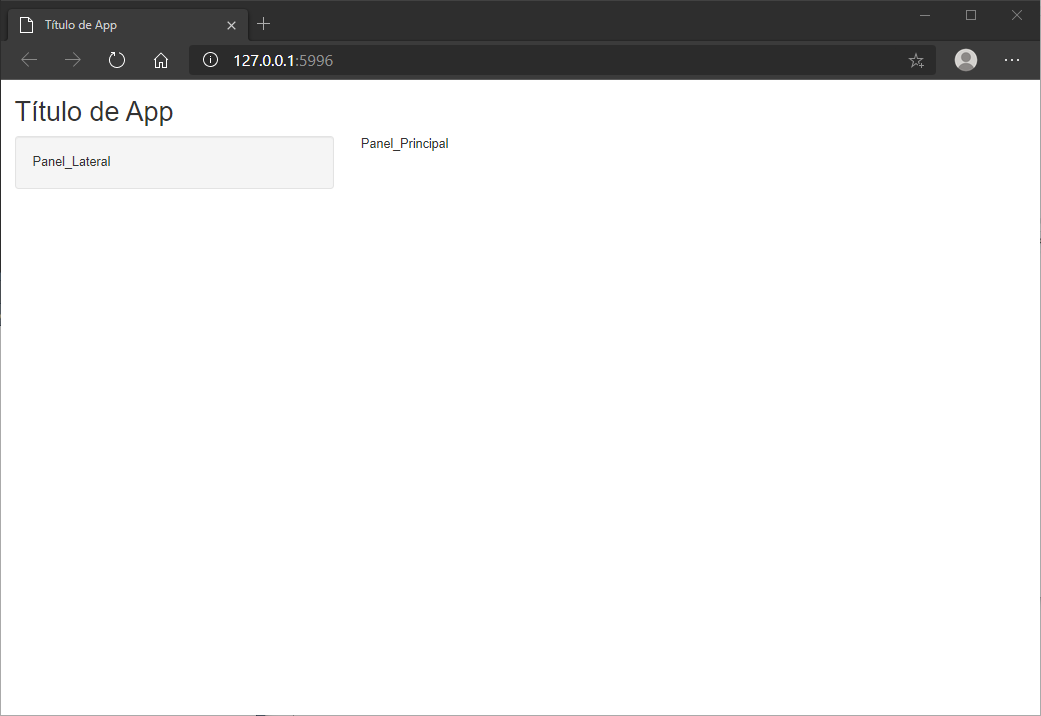 Título de App
127.0.0.1:5996
Título de App
Panel_Lateral
Panel_Principal